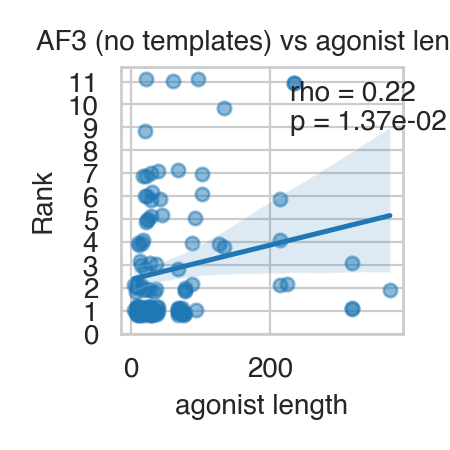 AF3 (no templates) vs agonist len
11
10
9
8
7
6
5
4
3
2
1
0
Rank
rho = 0.22
p = 1.37e-02
0 200
agonist length